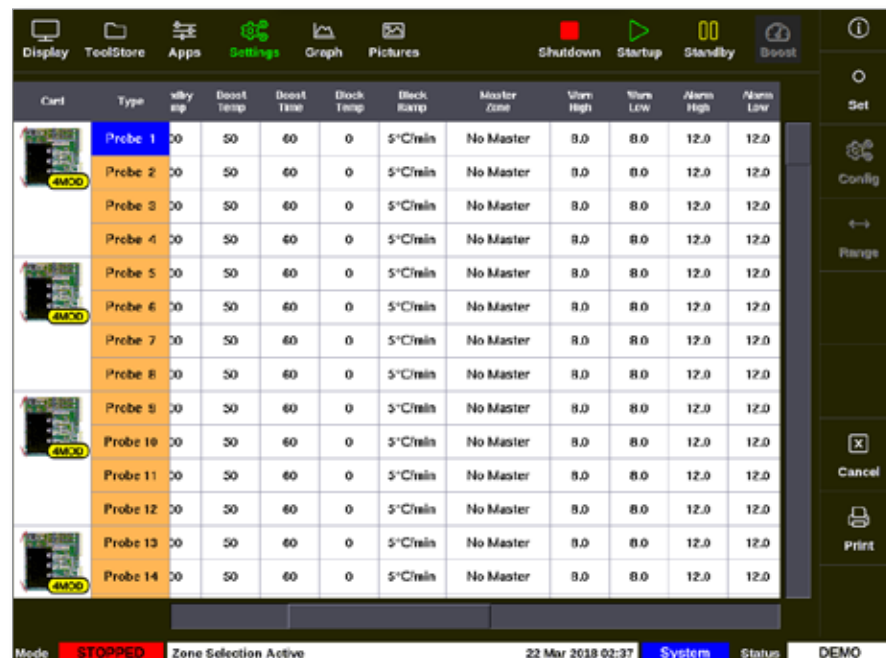 Display ToolStore Apps Settings Graph Pictures Shutdown Startup Standby Boost
Card Type Boost Temp Boost Time Block Temp Block Ramp Master Zone Warn High Warn Low Alarm High Alarm Low
Set
Config
Range
Cancel
Print
Probe 1 00 50 60 0 5°C/min No Master 8.0 8.0 12.0 12.0
4MOD
Probe 2 00 50 60 0 5°C/min No Master 8.0 8.0 12.0 12.0
Probe 3 00 50 60 0 5°C/min No Master 8.0 8.0 12.0 12.0
Probe 4 00 50 60 0 5°C/min No Master 8.0 8.0 12.0 12.0
Probe 5 00 50 60 0 5°C/min No Master 8.0 8.0 12.0 12.0
4MOD
Probe 6 00 50 60 0 5°C/min No Master 8.0 8.0 12.0 12.0
Probe 7 00 50 60 0 5°C/min No Master 8.0 8.0 12.0 12.0
Probe 8 00 50 60 0 5°C/min No Master 8.0 8.0 12.0 12.0
Probe 9 00 50 60 0 5°C/min No Master 8.0 8.0 12.0 12.0
4MOD
Probe 10 00 50 60 0 5°C/min No Master 8.0 8.0 12.0 12.0
Probe 11 00 50 60 0 5°C/min No Master 8.0 8.0 12.0 12.0
Probe 12 00 50 60 0 5°C/min No Master 8.0 8.0 12.0 12.0
Probe 13 00 50 60 0 5°C/min No Master 8.0 8.0 12.0 12.0
4MOD
Probe 14 00 50 60 0 5°C/min No Master 8.0 8.0 12.0 12.0
Mode STOPPED Zone Selection Active 22 Mar 2018 02:37 System Status DEMO